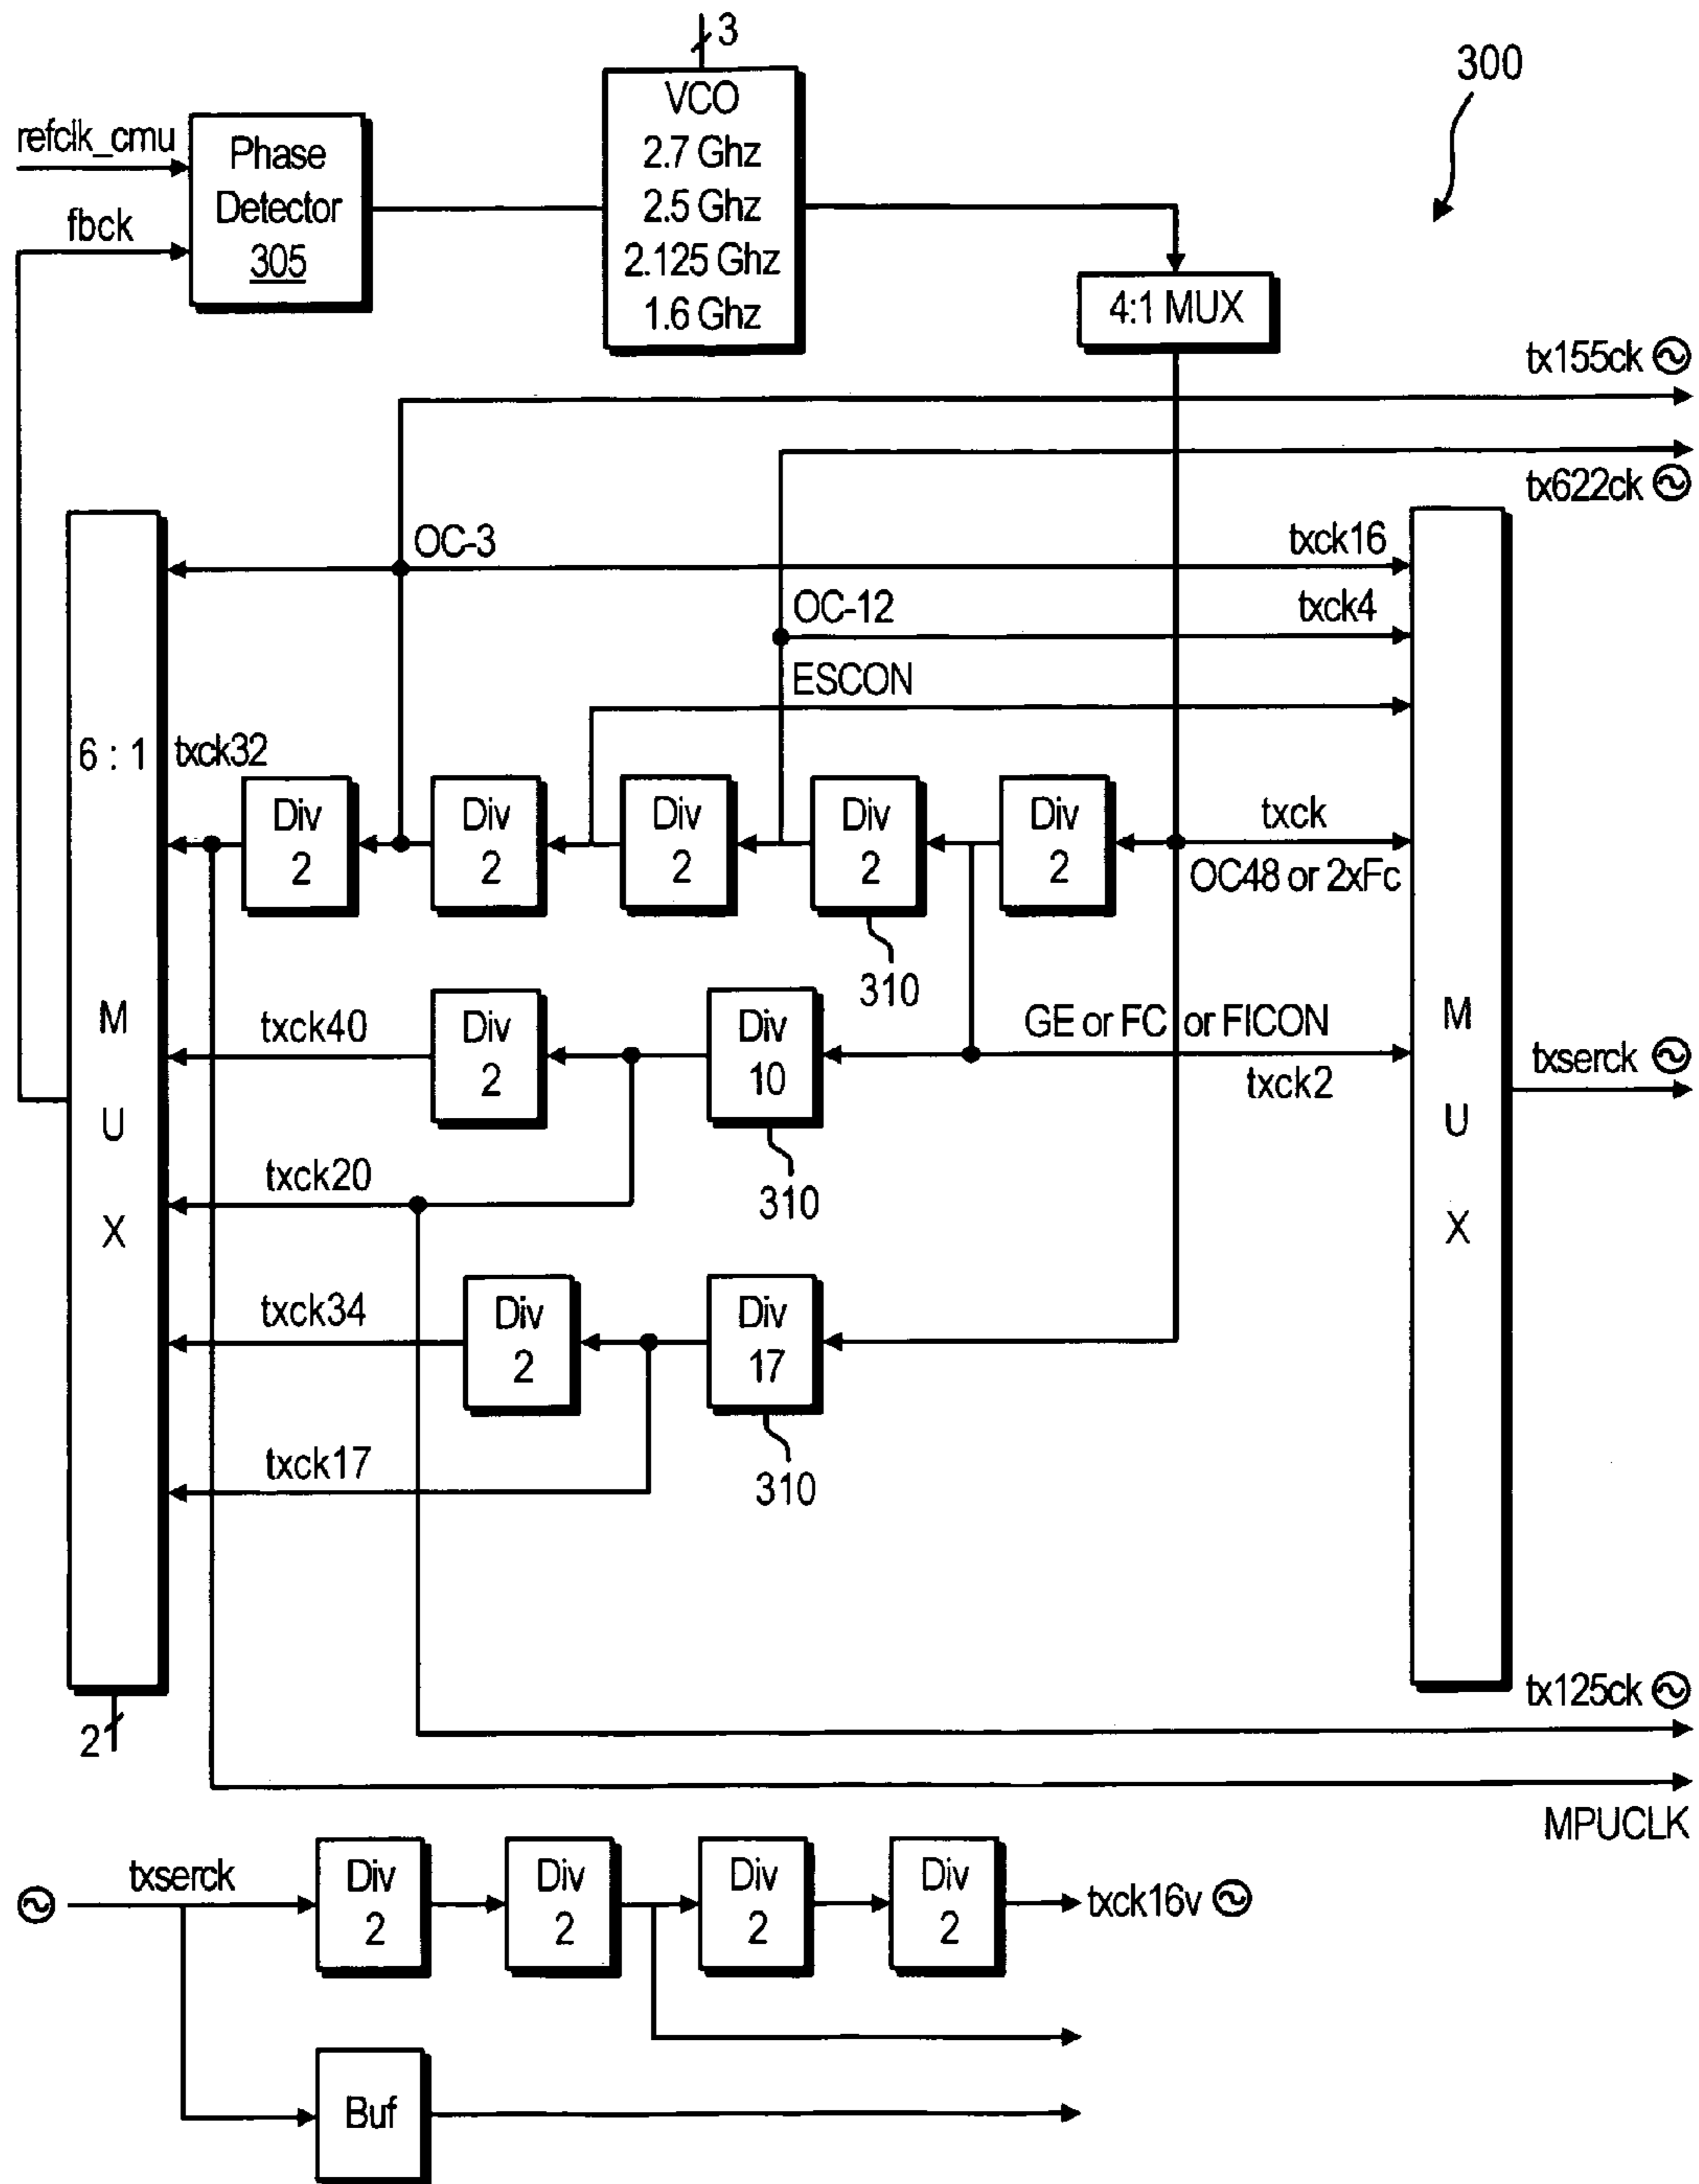 3
300
VCO
2.7 Ghz
2.5 Ghz
2.125 Ghz
1.6 Ghz
refclk_cmu
fbck
Phase
Detector
305
4:1 MUX
tx155ck
tx622ck
OC-3
txck16
OC-12
txck4
ESCON
6 : 1
M
U
X
txck32
Div
2
Div
2
Div
2
Div
2
Div
2
310
txck
OC48 or 2xFc
M
U
X
txck40
Div
2
Div
10
310
GE or FC or FICON
txck2
txserck
txck20
txck34
Div
2
Div
17
310
txck17
2
tx125ck
MPUCLK
txserck
Div
2
Div
2
Div
2
Div
2
txck16v
Buf